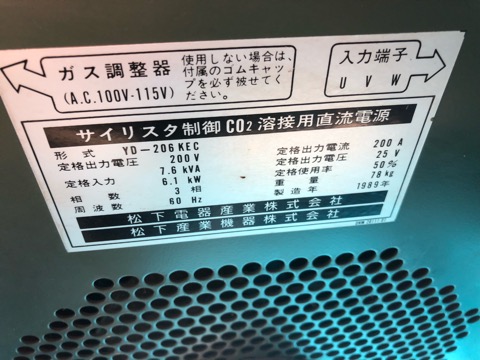 ガス調整器
(A.C.100V-115V)
使用しない場合は、
付属のゴムキャッ
プを必ず被せてく
ださい。
入力端子
U V W
サイリスタ制御CO2溶接用直流電源
形式 YD-206KEC
定格出力電圧 200V
定格入力 7.6 kVA
6.1 kW
相数 3 相
周波数 60 Hz
定格出力電流 200 A
定格出力電圧 25 V
定格使用率 50%
重量 78kg
製造年 1989年
松下電器産業株式会社
松下産業機器株式会社